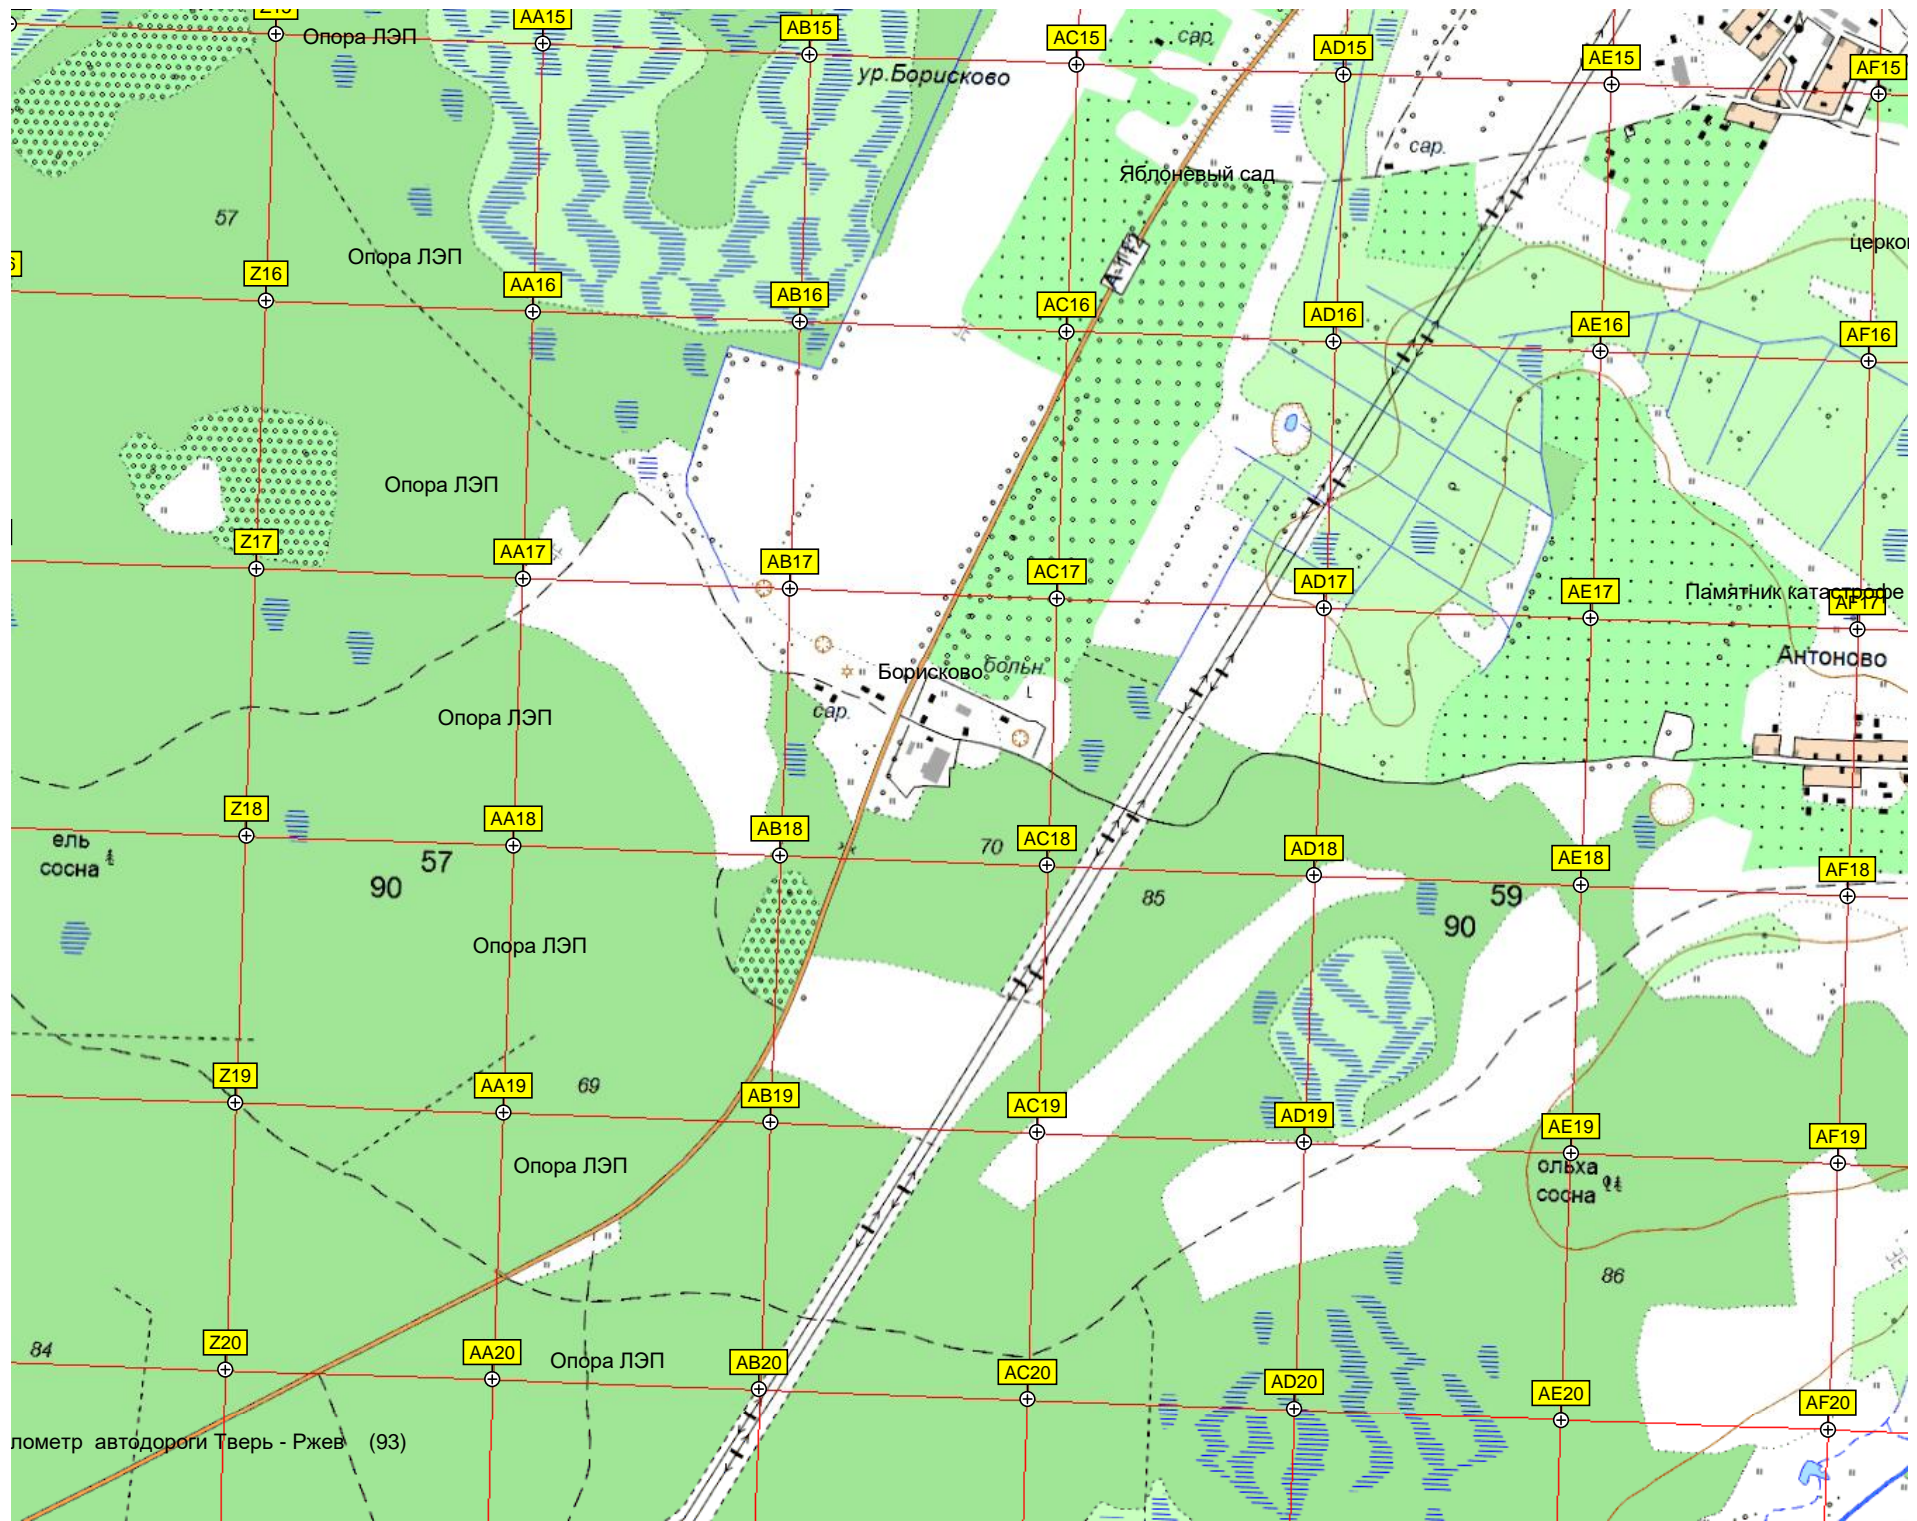 AA15
AB15
AC15
AD15
AE15
AF15
Опора ЛЭП
сар.
ур.Борисково
сар.
Яблоневый сад
57
церко
Опора ЛЭП
A-112
Z16
AA16
AB16
AC16
AD16
AE16
AF16
Опора ЛЭП
Р
Z17
AA17
AB17
AC17
AD17
AE17
AF17
Памятник катастрофе
Антоново
больн.
Борисково
сар.
Опора ЛЭП
Z18
AA18
AB18
AC18
AD18
AE18
AF18
ель
сосна
57
90
70
85
59
90
Опора ЛЭП
Z19
AA19
AB19
AC19
AD19
AE19
AF19
69
Опора ЛЭП
ольха
сосна
86
84
Z20
AA20
AB20
AC20
AD20
AE20
AF20
Опора ЛЭП
лометр автодороги Тверь - Ржев (93)